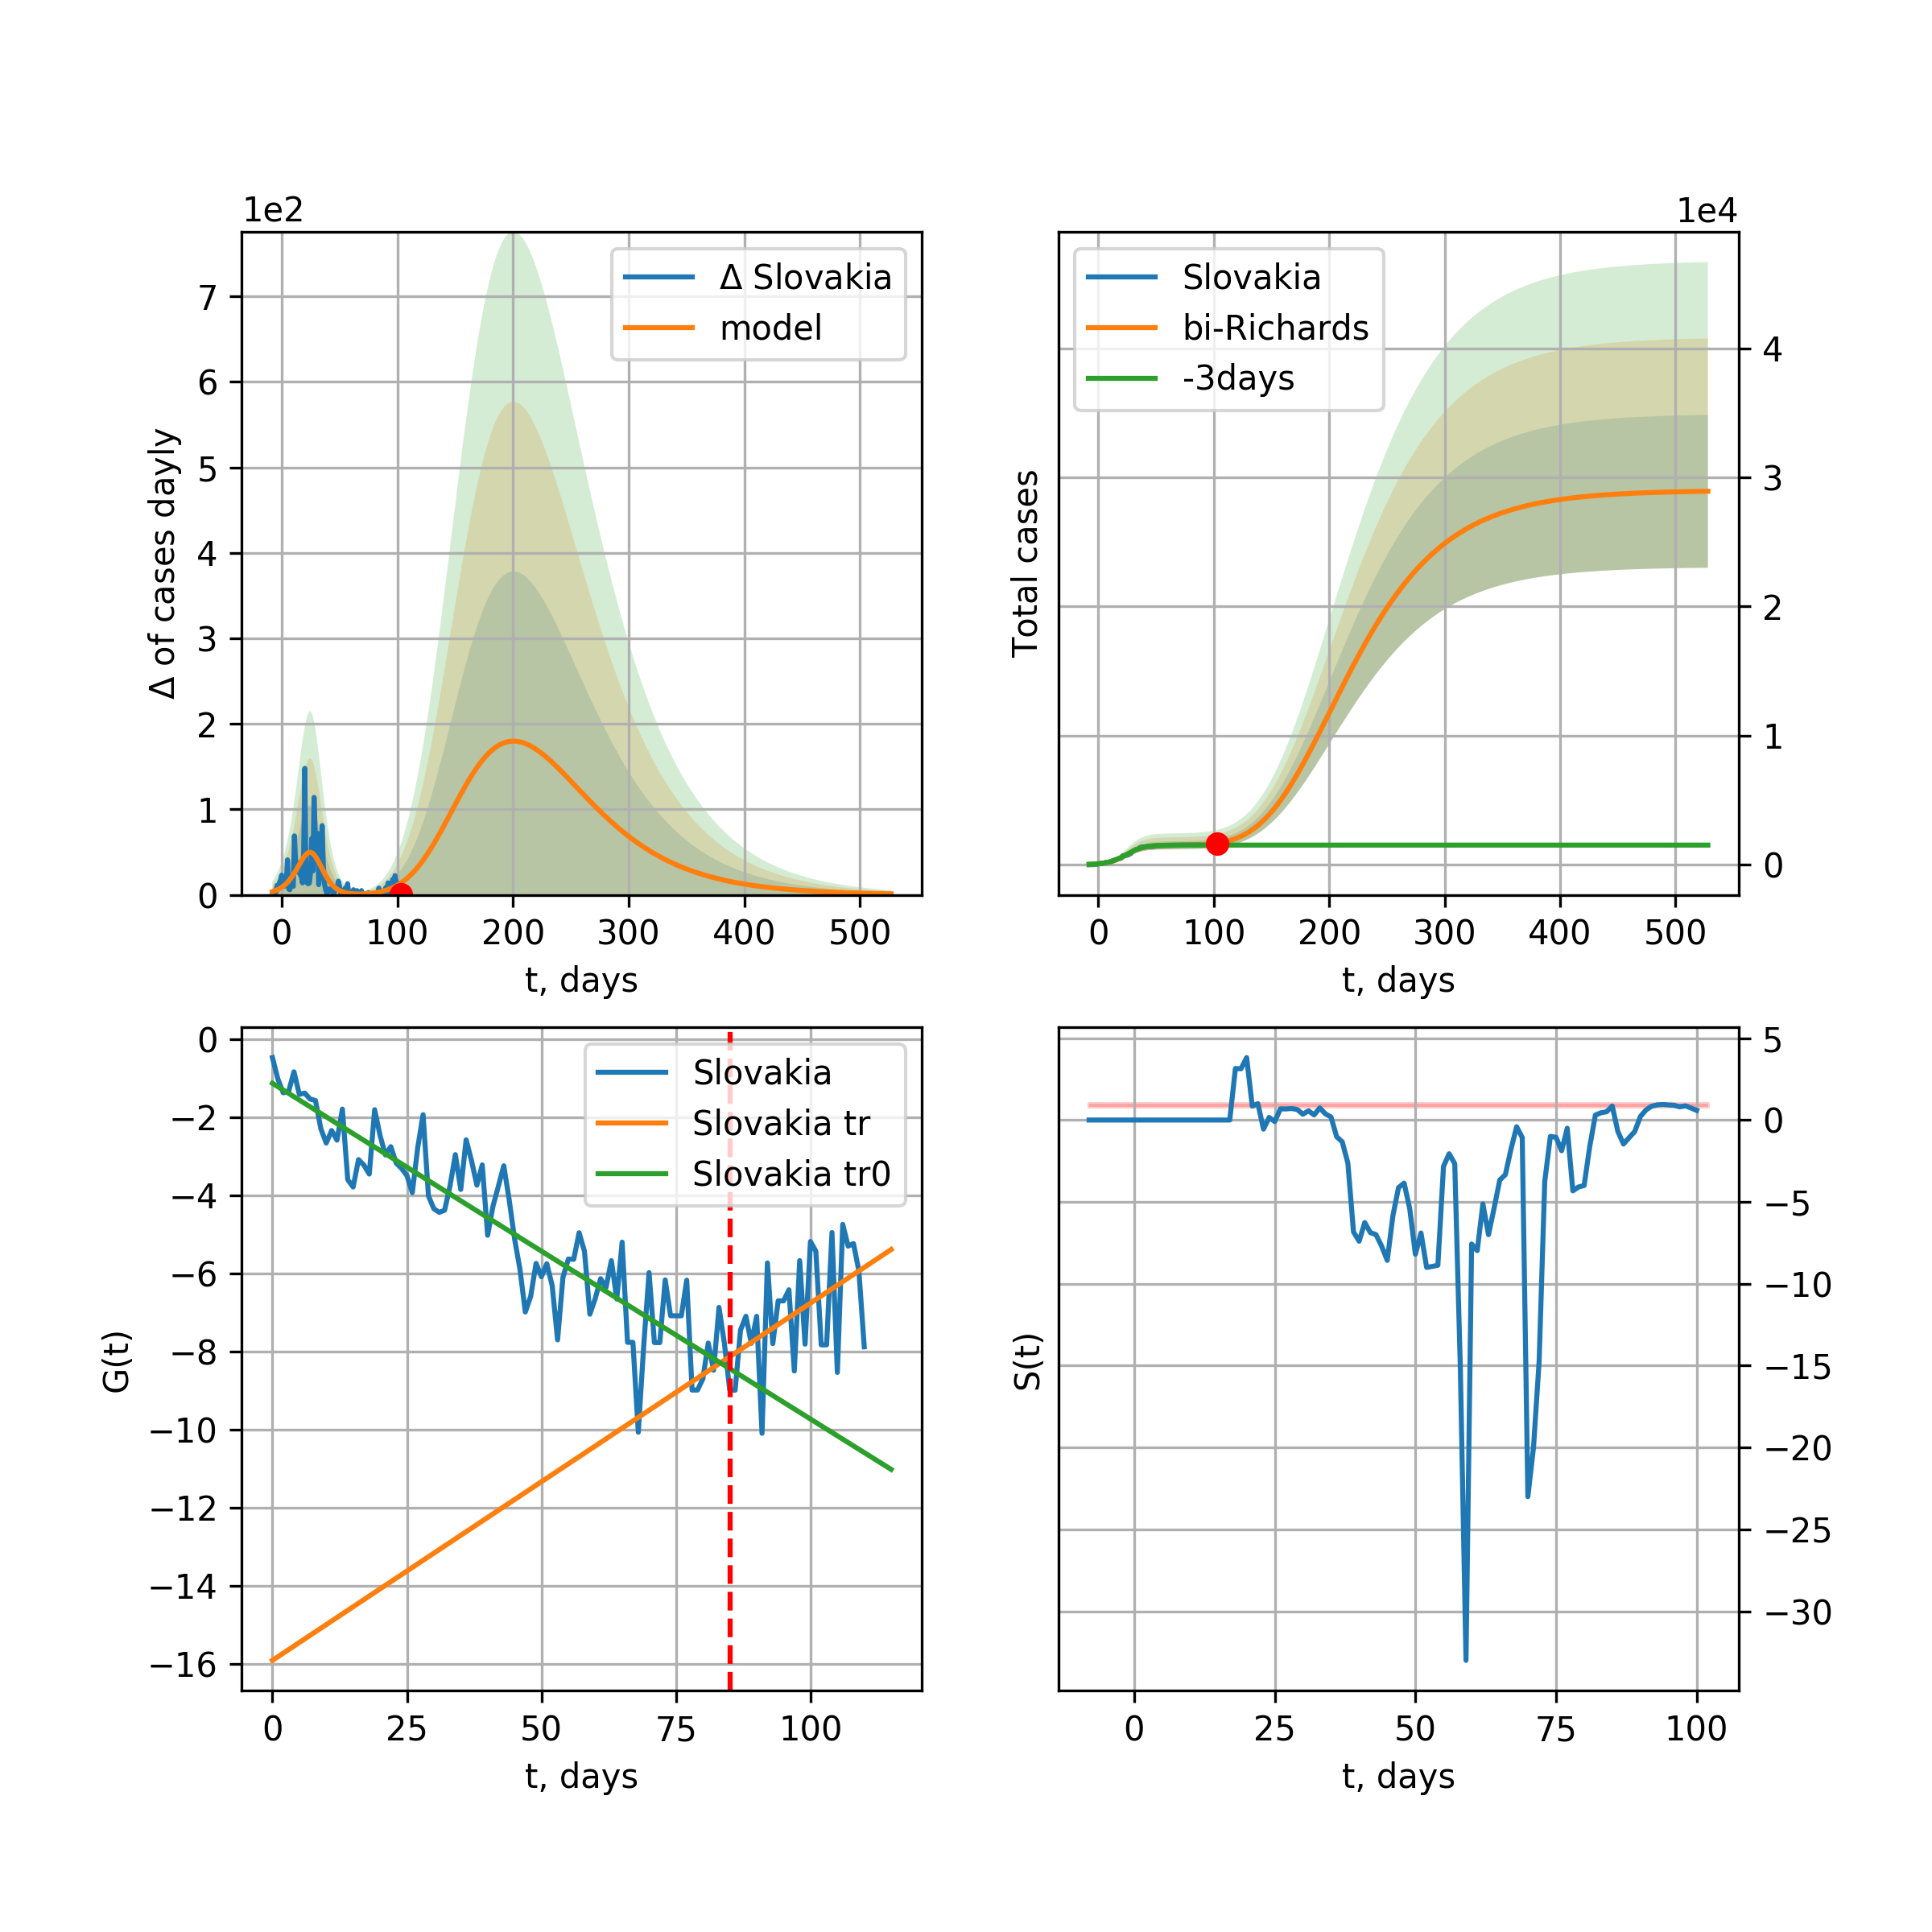 1e2
Δ of cases dayly
7
6
5
4
3
2
1
0
Δ Slovakia
model
0 100 200 300 400 500
t, days
1e4
Total cases
Slovakia
bi-Richards
-3days
4
3
2
1
0
0 100 200 300 400 500
t, days
G(t)
0
−2
−4
−6
−8
−10
−12
−14
−16
Slovakia
Slovakia tr
Slovakia tr0
0 25 50 75 100
t, days
S(t)
5
0
−5
−10
−15
−20
−25
−30
0 25 50 75 100
t, days